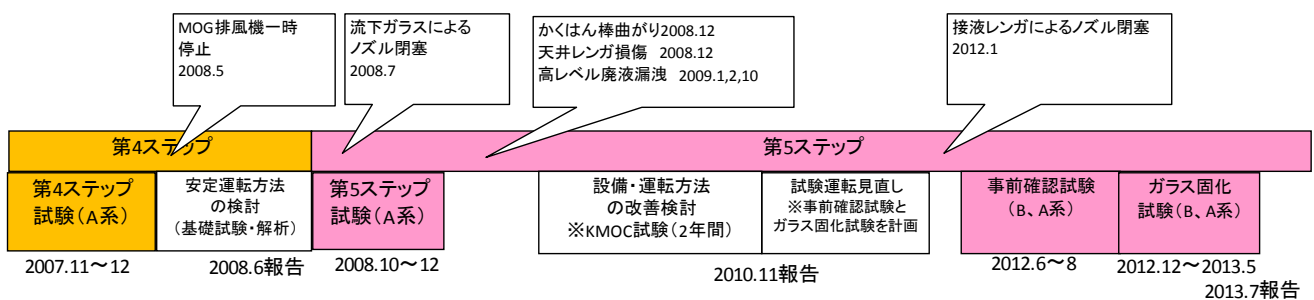 MOG排風機一時
停止
2008.5
流下ガラスによる
ノズル閉塞
2008.7
かくはん棒曲がり2008.12
天井レンガ損傷 2008.12
高レベル廃液漏洩 2009.1,2,10
接液レンガによるノズル閉塞
2012.1
第4ステップ
第5ステップ
第4ステップ
試験(A系)
安定運転方法
の検討
(基礎試験・解析)
第5ステップ
試験(A系)
設備・運転方法
の改善検討
※KMOC試験(2年間)
試験運転見直し
※事前確認試験と
ガラス固化試験を計画
事前確認試験
(B、A系)
ガラス固化
試験(B、A系)
2007.11～12
2008.6報告
2008.10～12
2010.11報告
2012.6～8
2012.12～2013.5
2013.7報告